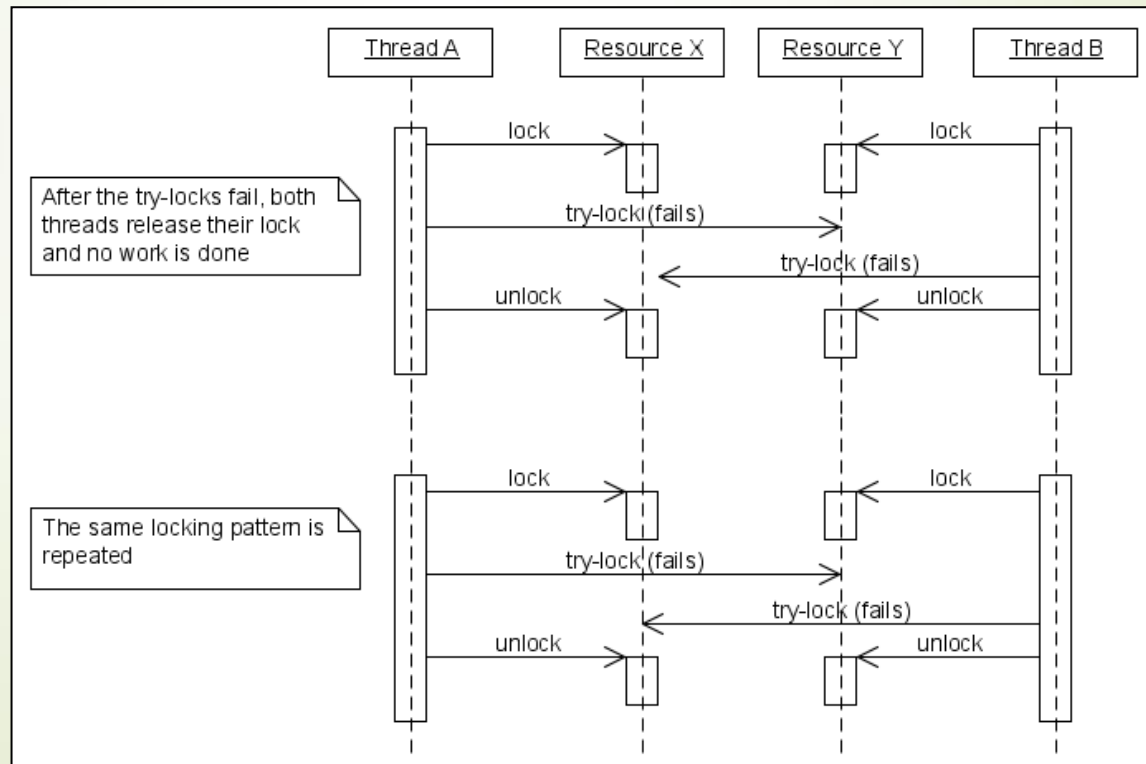 Thread A
Resource X
Resource Y
Thread B
lock
lock
After the try-locks fail, both
threads release their lock
and no work is done
try-lock (fails)
try-lock (fails)
unlock
unlock
lock
lock
The same locking pattern is
repeated
try-lock (fails)
try-lock (fails)
unlock
unlock